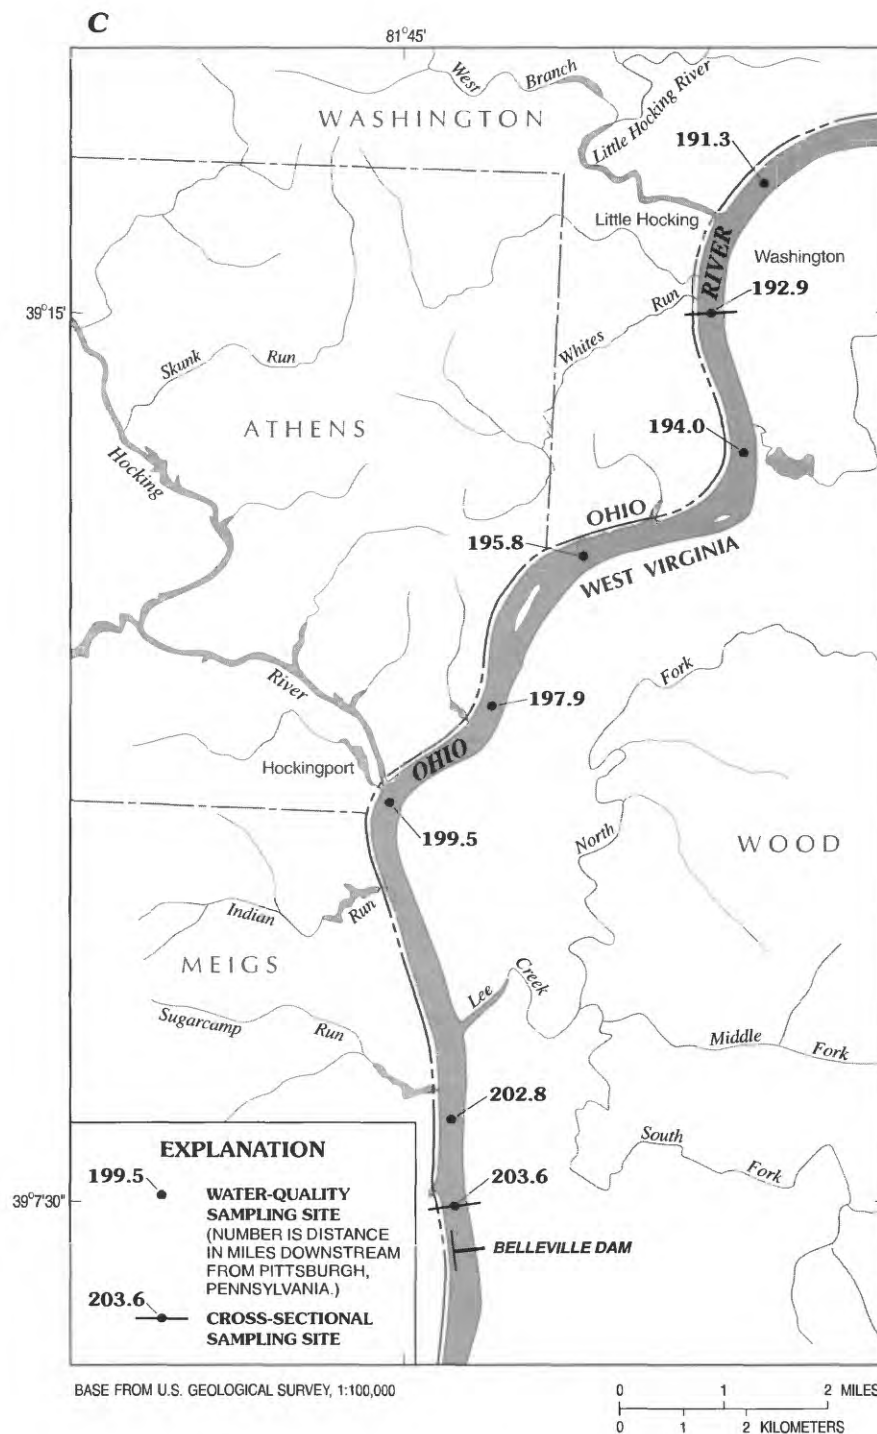 C
81°45'
West Branch
Little Hocking River
WASHINGTON
191.3
Little Hocking
RIVER
Washington
192.9
39°15'
Whites Run
Skunk Run
ATHENS
194.0
Hocking
OHIO
195.8
WEST VIRGINIA
Fork
River
197.9
OHIO
Hockingport
199.5
North
WOOD
Indian Run
MEIGS
Lee Creek
Sugarcamp Run
Middle Fork
202.8
South Fork
203.6
39°7'30"
BELLEVILLE DAM
EXPLANATION
199.5
WATER-QUALITY
SAMPLING SITE
(NUMBER IS DISTANCE
IN MILES DOWNSTREAM
FROM PITTSBURGH,
PENNSYLVANIA.)
203.6
CROSS-SECTIONAL
SAMPLING SITE
BASE FROM U.S. GEOLOGICAL SURVEY, 1:100,000
0 1 2 MILES
0 1 2 KILOMETERS